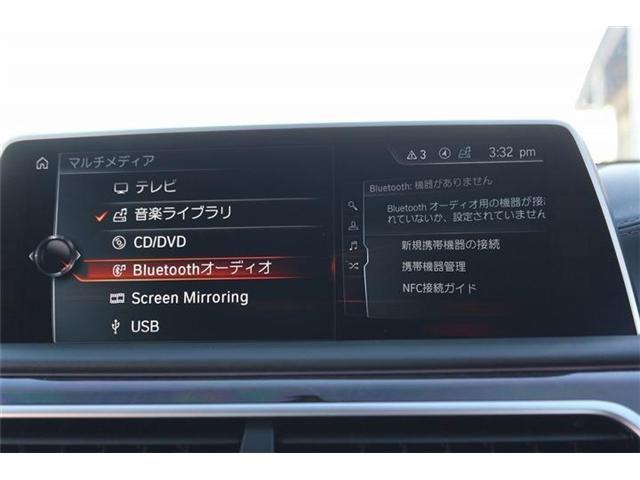 マルチメディア
3 3:32 pm
テレビ
音楽ライブラリ
CD/DVD
Bluetoothオーディオ
Screen Mirroring
USB
Bluetooth: 機器がありません
Bluetooth オーディオ用の機器が接
れていないか、設定されていません
新規携帯機器の接続
携帯機器管理
NFC接続ガイド